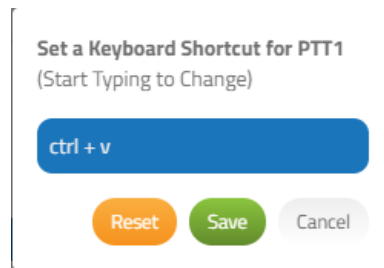 Set a Keyboard Shortcut for PTT1
(Start Typing to Change)
ctrl + v
Reset Save Cancel